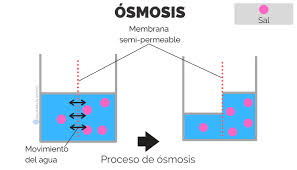 ÓSMOSIS
Sal
Membrana
semi-permeable
Movimiento
del agua
Proceso de ósmosis